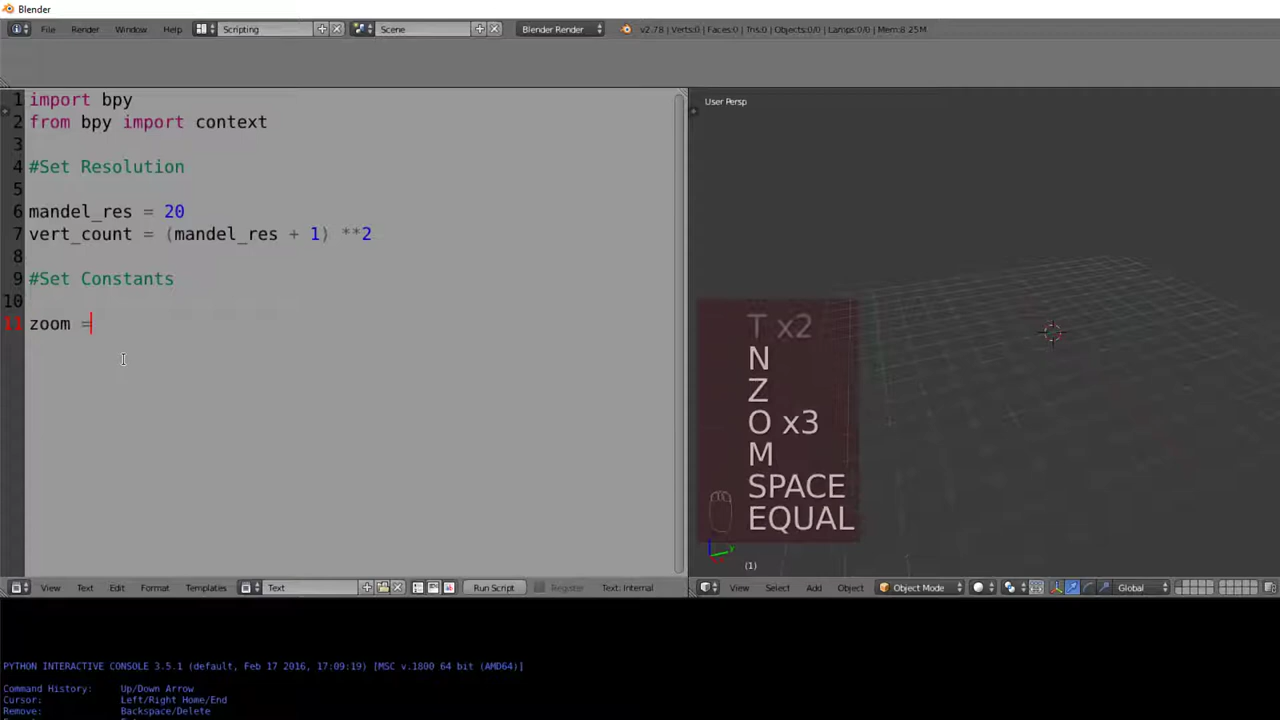 Blender
File Render Window Help Scripting Scene Blender Render v2.78 | Verts:0 | Faces:0 | Tris:0 | Objects:0/0 | Lamps:0/0 | Mem:8.25M
1 import bpy
2 from bpy import context
3
4 #Set Resolution
5
6 mandel_res = 20
7 vert_count = (mandel_res + 1) **2
8
9 #Set Constants
10
11 zoom =
User Persp
T x2
N
Z
O x3
M
SPACE
EQUAL
(1)
View Text Edit Format Templates Text Run Script Register Text: Internal
View Select Add Object Object Mode Global
PYTHON INTERACTIVE CONSOLE 3.5.1 (default, Feb 17 2016, 17:09:19) [MSC v.1800 64 bit (AMD64)]
Command History: Up/Down Arrow
Cursor: Left/Right Home/End
Remove: Backspace/Delete